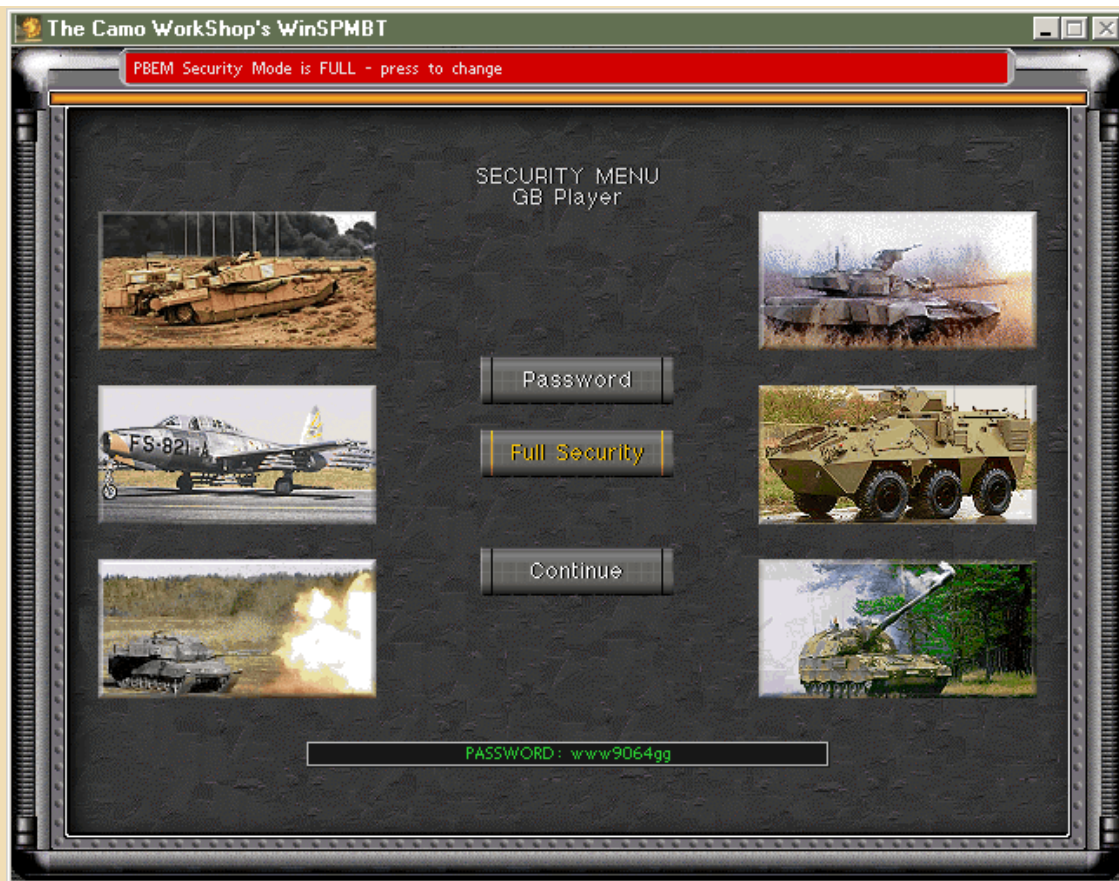 The Camo WorkShop's WinSPMBT
PBEM Security Mode is FULL - press to change
SECURITY MENU
GB Player
FS-821-A
Password
Full Security
Continue
PASSWORD: www9064gg